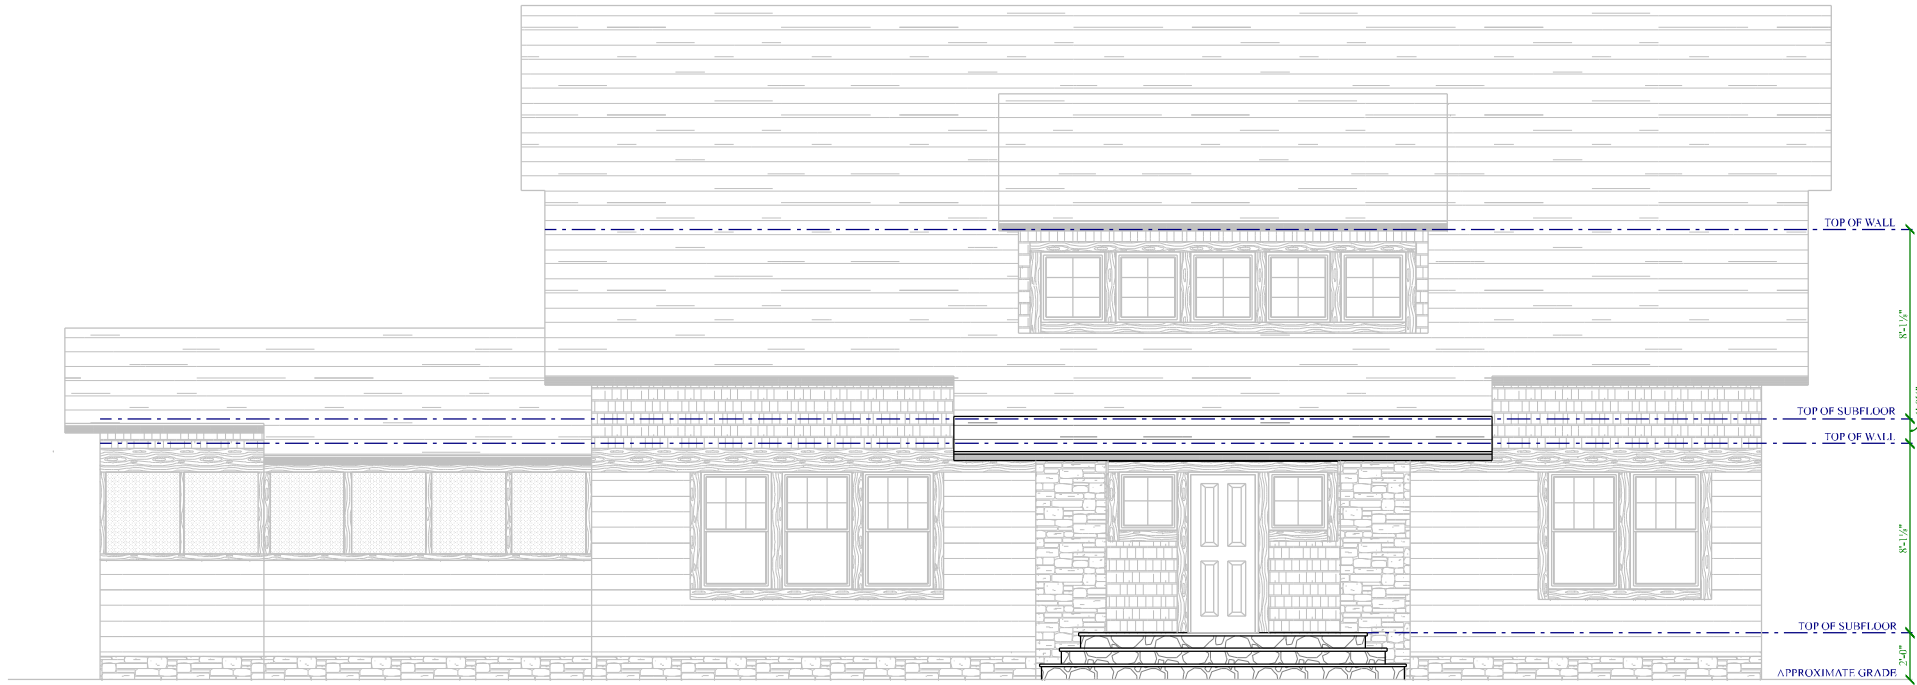 TOP OF WALL
8'-1⅛"
TOP OF SUBFLOOR
TOP OF WALL
8'-1⅛"
TOP OF SUBFLOOR
2'-0"
APPROXIMATE GRADE